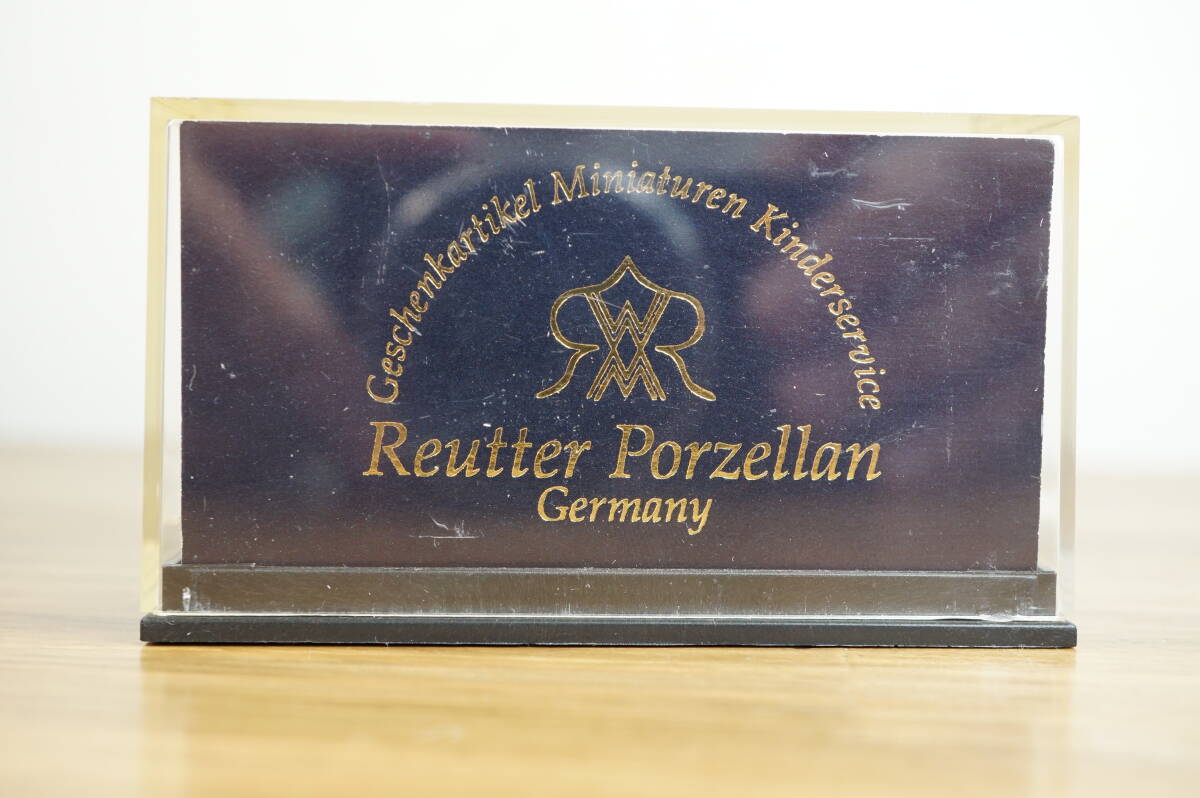 Geschenkartikel Miniaturen Kinderservice
Reutter Porzellan
Germany